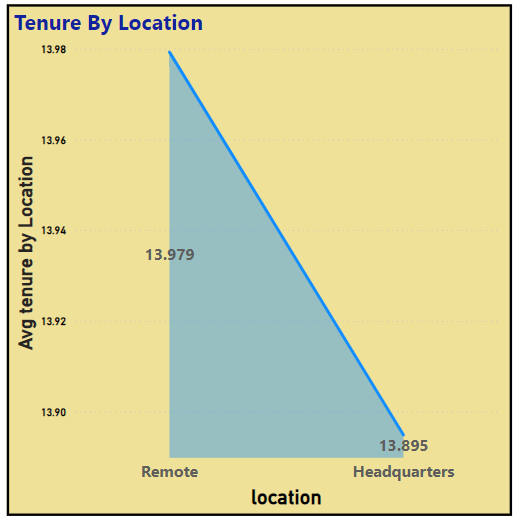 Tenure By Location
Avg tenure by Location
13.98
13.96
13.94
13.92
13.90
13.979
13.895
Remote
Headquarters
location